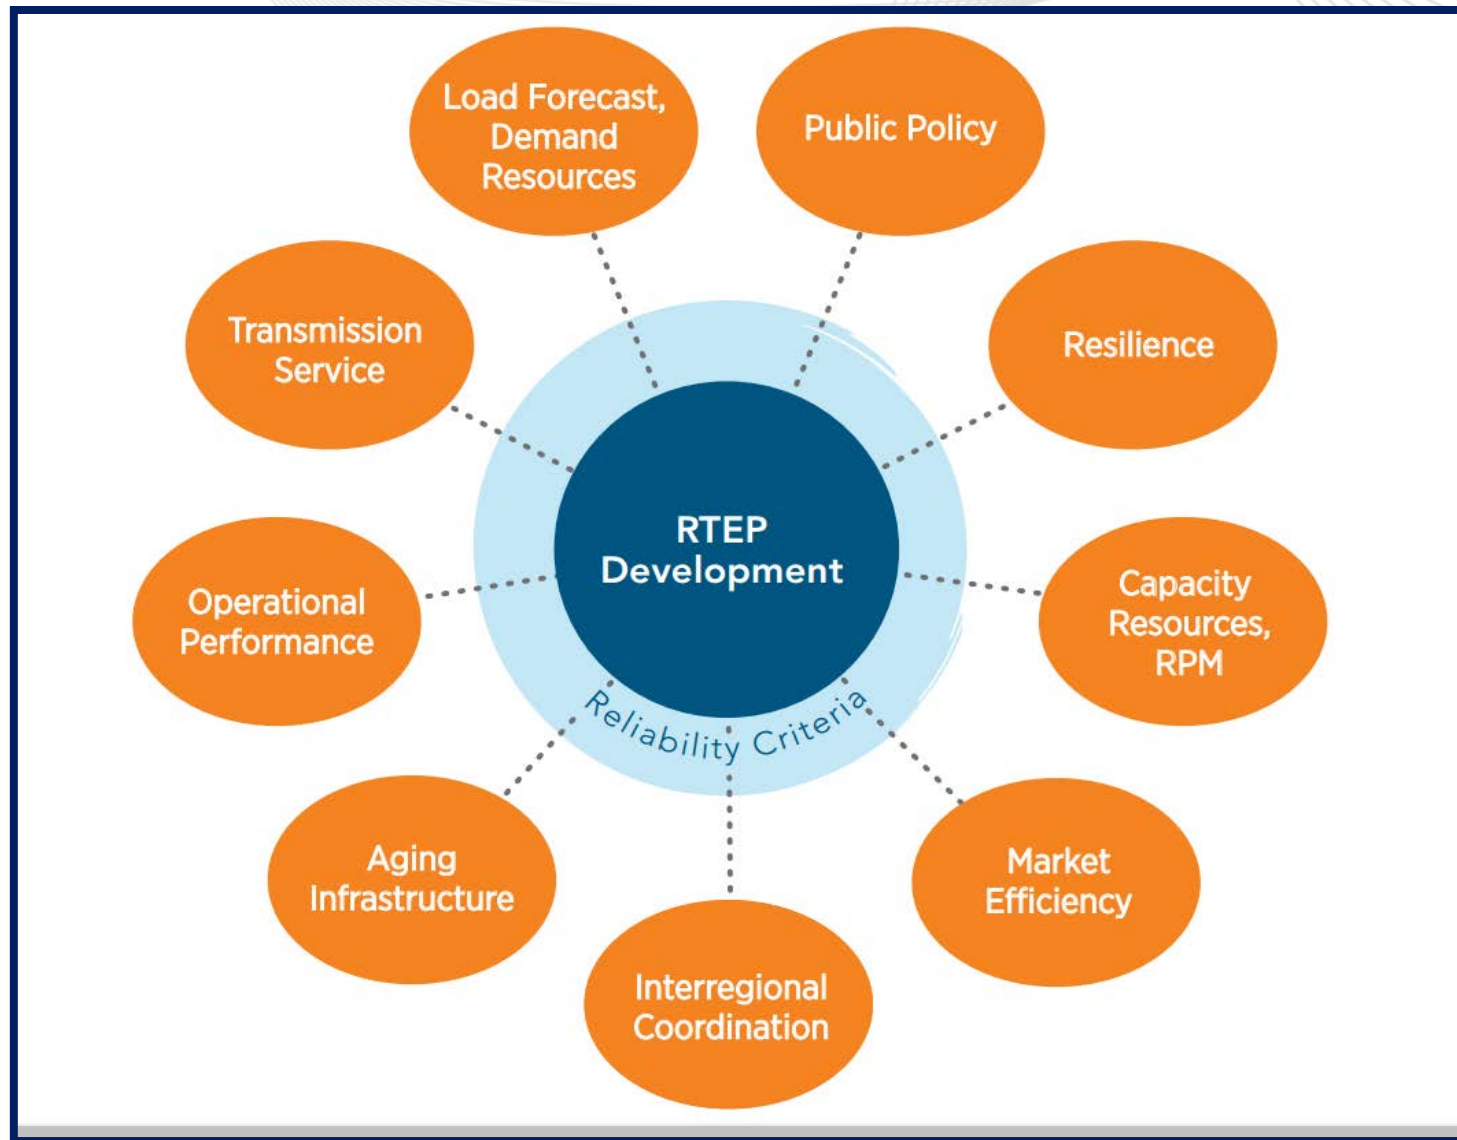 Load Forecast,
Demand
Resources
Public Policy
Transmission
Service
Resilience
RTEP
Development
Operational
Performance
Capacity
Resources,
RPM
Reliability Criteria
Aging
Infrastructure
Market
Efficiency
Interregional
Coordination